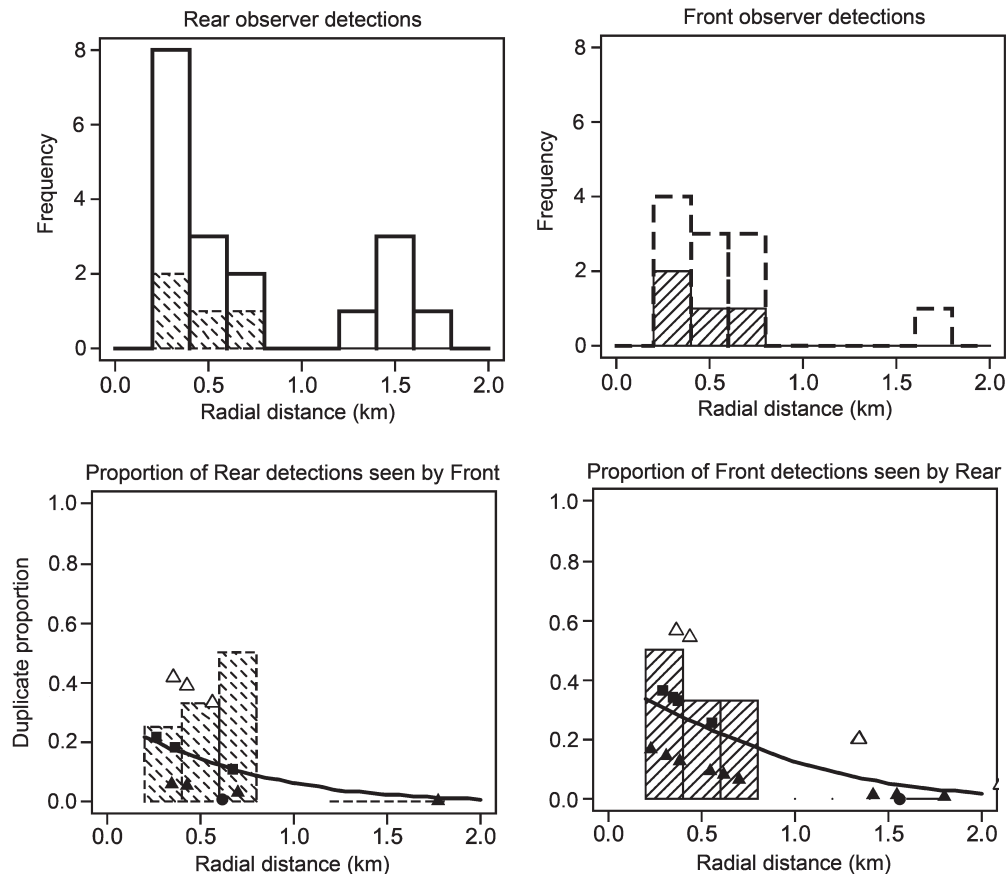 Rear observer detections
Front observer detections
Frequency
8
6
4
2
0
0.0 0.5 1.0 1.5 2.0
Radial distance (km)
Frequency
8
6
4
2
0
0.0 0.5 1.0 1.5 2.0
Radial distance (km)
Proportion of Rear detections seen by Front
Proportion of Front detections seen by Rear
Duplicate proportion
1.0
0.8
0.6
0.4
0.2
0.0
0.0 0.5 1.0 1.5 2.0
Radial distance (km)
1.0
0.8
0.6
0.4
0.2
0.0
0.0 0.5 1.0 1.5 2.0
Radial distance (km)